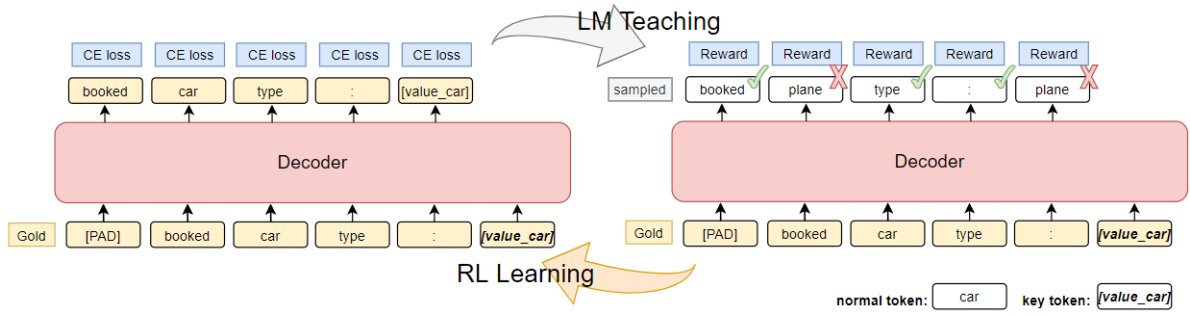 LM Teaching
CE loss CE loss CE loss CE loss CE loss
booked car type : [value_car]
Decoder
Gold [PAD] booked car type : [value_car]
Reward Reward Reward Reward Reward
sampled booked plane type : plane
Decoder
Gold [PAD] booked car type : [value_car]
RL Learning
normal token: car key token: [value_car]